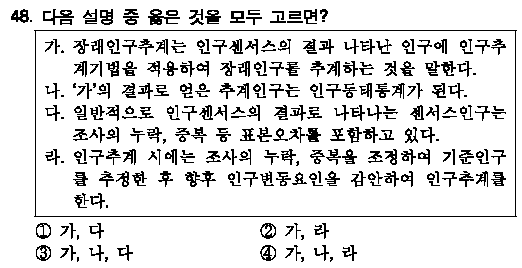 48. 다음 설명 중 옳은 것을 모두 고르면?
가. 장래인구추계는 인구센서스의 결과 나타난 인구에 인구추
계기법을 적용하여 장래인구를 추계하는 것을 말한다.
나. '가'의 결과로 얻은 추계인구는 인구동태통계가 된다.
다. 일반적으로 인구센서스의 결과로 나타나는 센서스인구는
조사의 누락, 중복 등 표본오차를 포함하고 있다.
라. 인구추계 시에는 조사의 누락, 중복을 조정하여 기준인구
를 추정한 후 향후 인구변동요인을 감안하여 인구추계를
한다.
① 가, 다 ② 가, 라
③ 가, 나, 다 ④ 가, 나, 라